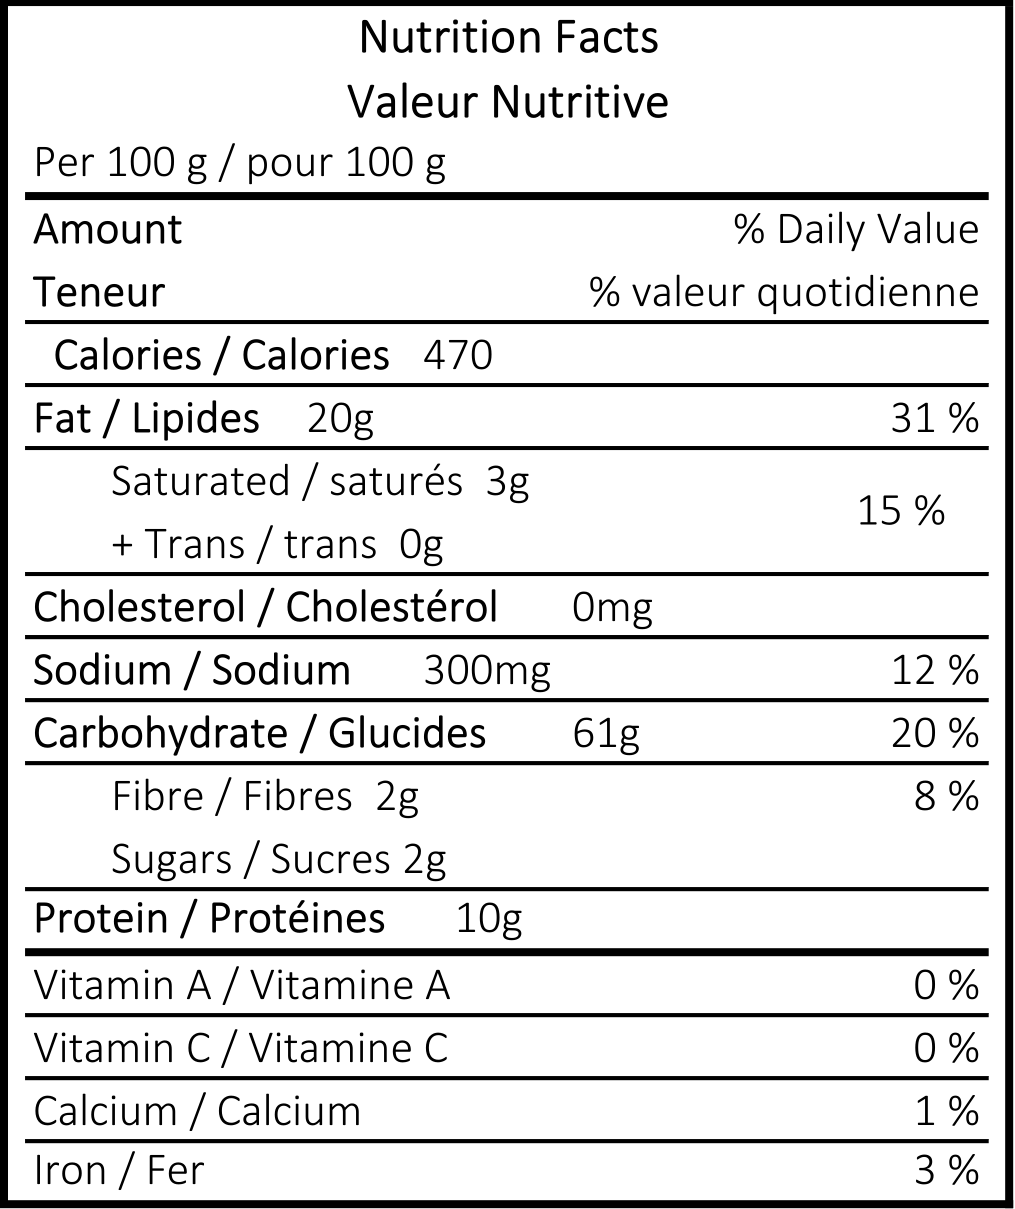 Nutrition Facts
Valeur Nutritive
Per 100 g / pour 100 g
Amount % Daily Value
Teneur % valeur quotidienne
Calories / Calories 470
Fat / Lipides 20g 31 %
Saturated / saturés 3g
15 %
+ Trans / trans 0g
Cholesterol / Cholestérol 0mg
Sodium / Sodium 300mg 12 %
Carbohydrate / Glucides 61g 20 %
Fibre / Fibres 2g 8 %
Sugars / Sucres 2g
Protein / Protéines 10g
Vitamin A / Vitamine A 0 %
Vitamin C / Vitamine C 0 %
Calcium / Calcium 1 %
Iron / Fer 3 %